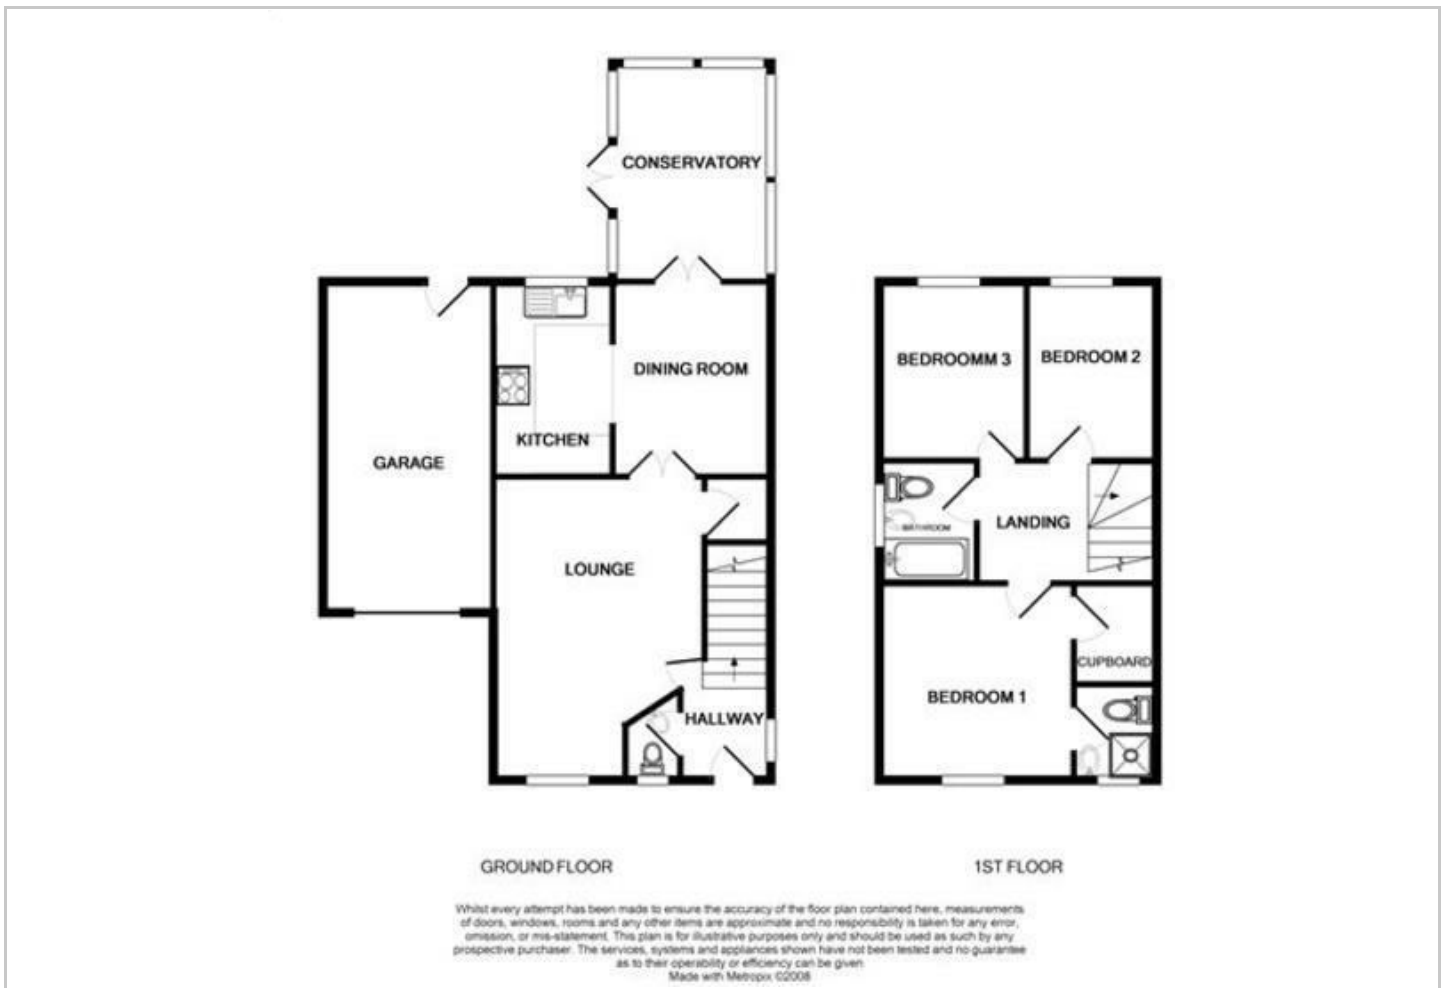 CONSERVATORY
DINING ROOM
KITCHEN
GARAGE
LOUNGE
HALLWAY
BEDROOMM 3
BEDROOM 2
BATHROOM
LANDING
CUPBOARD
BEDROOM 1
GROUND FLOOR
1ST FLOOR
Whilst every attempt has been made to ensure the accuracy of the floor plan contained here, measurements
of doors, windows, rooms and any other items are approximate and no responsibility is taken for any error,
omission, or mis-statement. This plan is for illustrative purposes only and should be used as such by any
prospective purchaser. The services, systems and appliances shown have not been tested and no guarantee
as to their operability or efficiency can be given
Made with Metropix ©2008